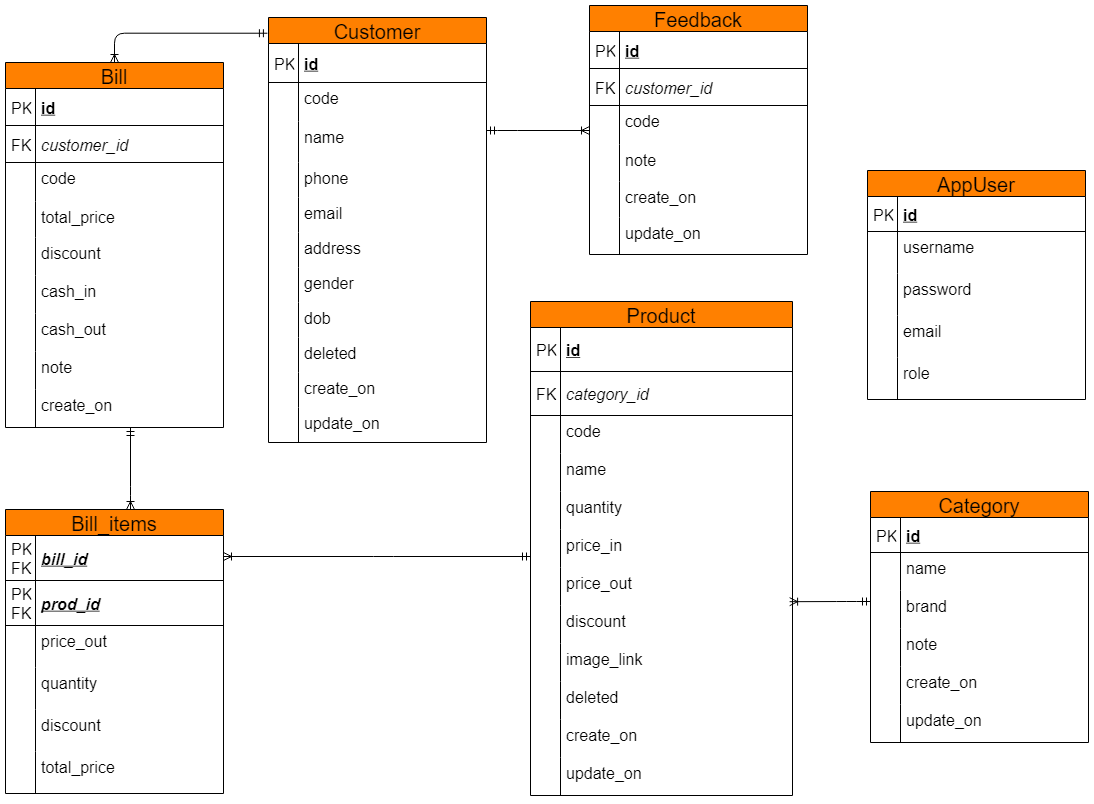 Customer
PK id
code
name
phone
email
address
gender
dob
deleted
create_on
update_on
Feedback
PK id
FK customer_id
code
note
create_on
update_on
Bill
PK id
FK customer_id
code
total_price
discount
cash_in
cash_out
note
create_on
AppUser
PK id
username
password
email
role
Product
PK id
FK category_id
code
name
quantity
price_in
price_out
discount
image_link
deleted
create_on
update_on
Category
PK id
name
brand
note
create_on
update_on
Bill_items
PK
FK bill_id
PK
FK prod_id
price_out
quantity
discount
total_price